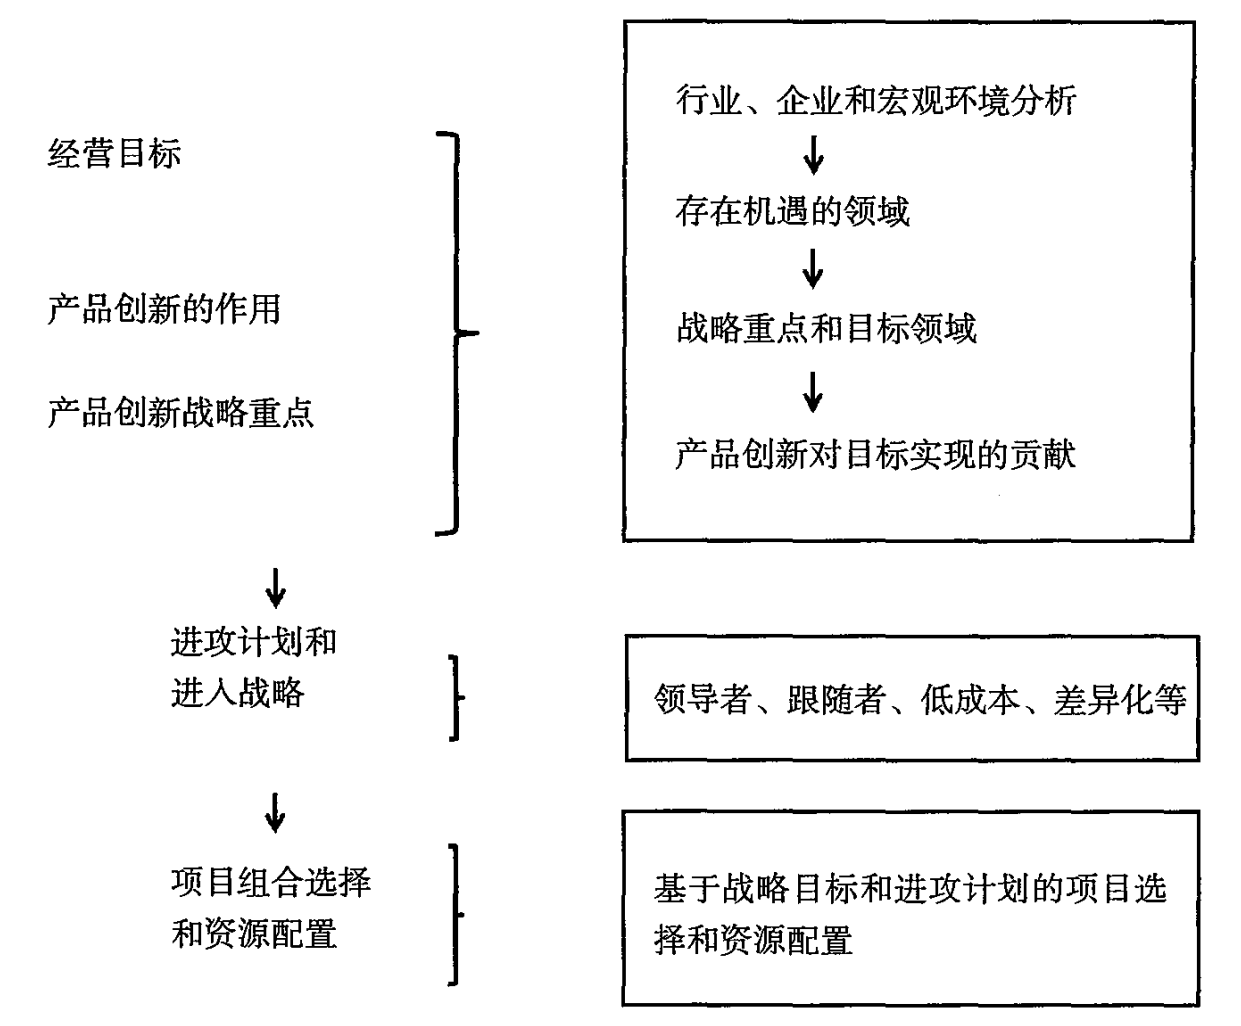 经营目标
产品创新的作用
产品创新战略重点
行业、企业和宏观环境分析
存在机遇的领域
战略重点和目标领域
产品创新对目标实现的贡献
进攻计划和
进入战略
领导者、跟随者、低成本、差异化等
项目组合选择
和资源配置
基于战略目标和进攻计划的项目选
择和资源配置